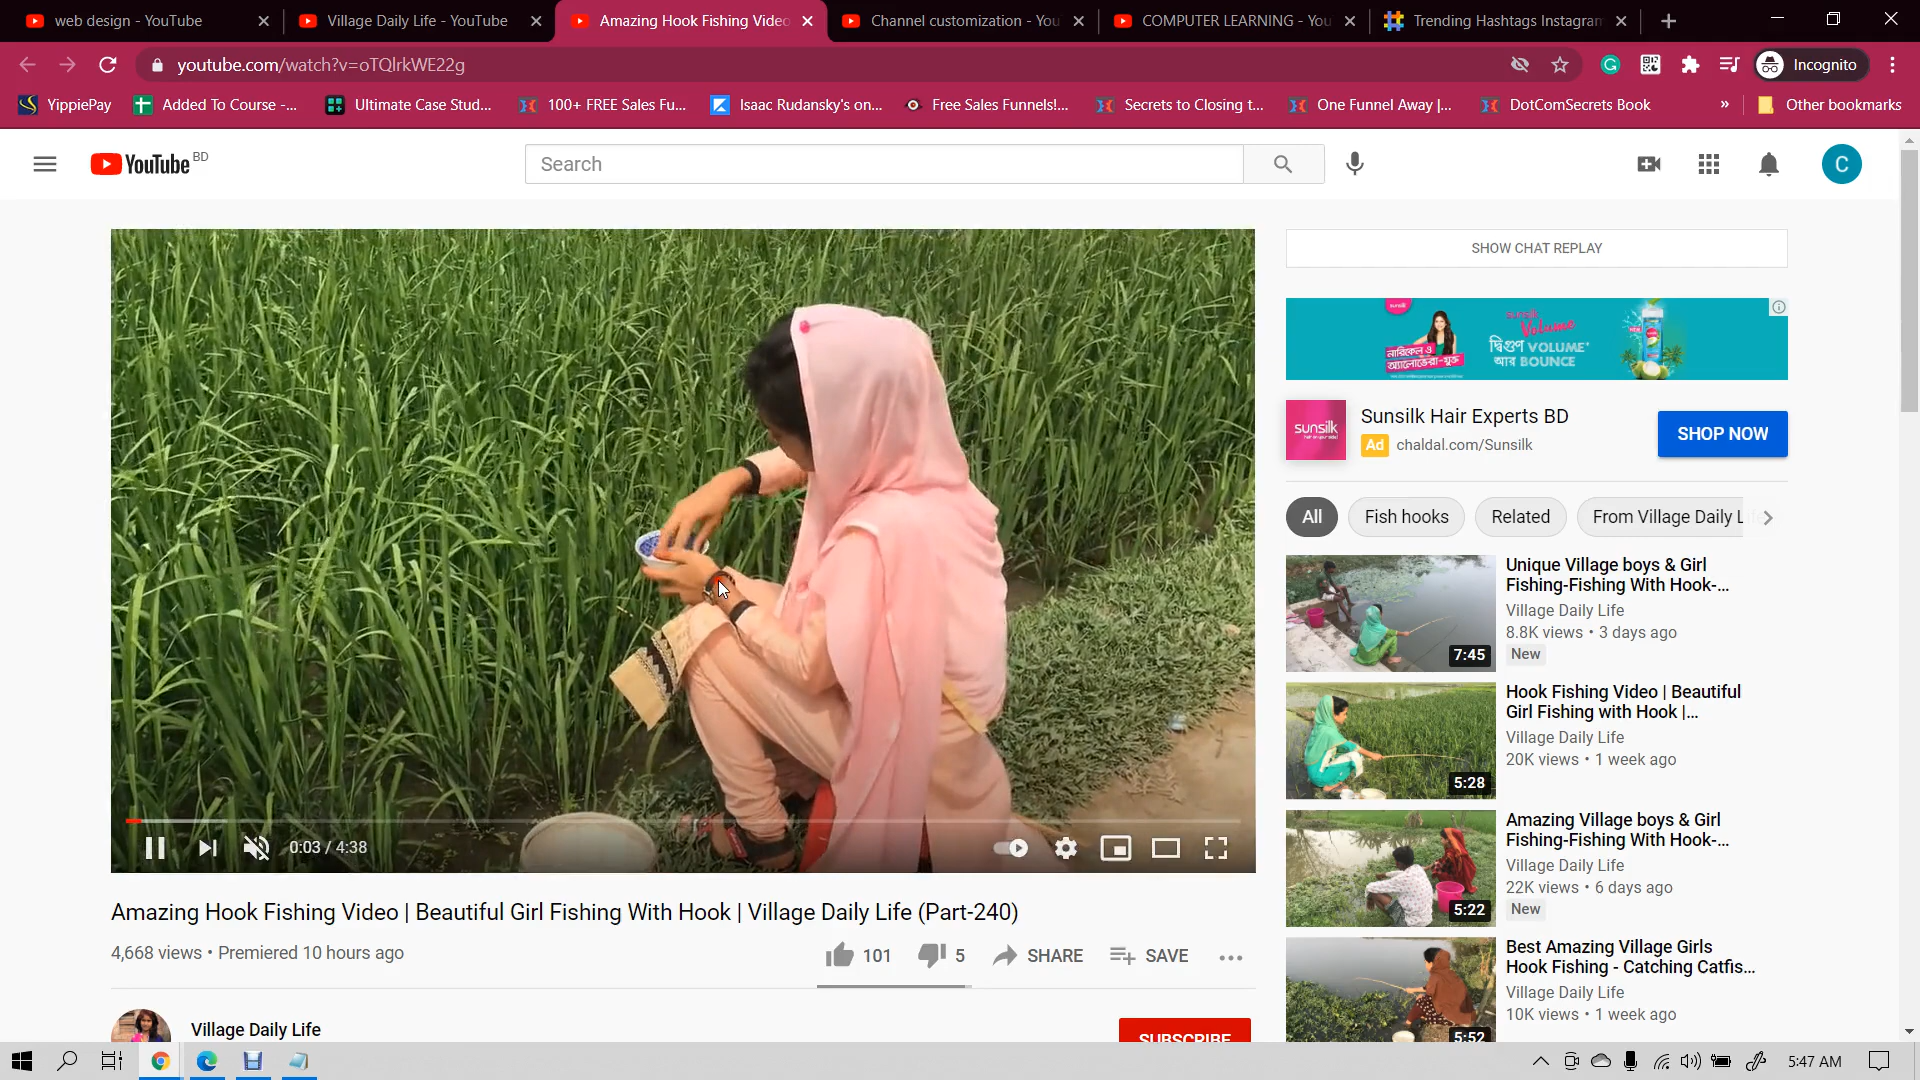 web design - YouTube
Village Daily Life - YouTube
Amazing Hook Fishing Video
Channel customization - You
COMPUTER LEARNING - You
Trending Hashtags Instagram
youtube.com/watch?v=oTQlrkWE22g
Incognito
YippiePay
Added To Course -...
Ultimate Case Stud...
100+ FREE Sales Fu...
Isaac Rudansky's on...
Free Sales Funnels!...
Secrets to Closing t...
One Funnel Away |...
DotComSecrets Book
»
Other bookmarks
YouTube BD
Search
C
SHOW CHAT REPLAY
sunsilk
নারিকেল ও
অ্যালোভেরা-যুক্ত
sunsilk
Volume
দ্বিগুণ VOLUME*
আর BOUNCE
sunsilk
Sunsilk Hair Experts BD
Ad chaldal.com/Sunsilk
SHOP NOW
All
Fish hooks
Related
From Village Daily L
Unique Village boys & Girl
Fishing-Fishing With Hook-...
Village Daily Life
8.8K views • 3 days ago
New
7:45
Hook Fishing Video | Beautiful
Girl Fishing with Hook |...
Village Daily Life
20K views • 1 week ago
5:28
Amazing Village boys & Girl
Fishing-Fishing With Hook-...
Village Daily Life
22K views • 6 days ago
New
5:22
Best Amazing Village Girls
Hook Fishing - Catching Catfis...
Village Daily Life
10K views • 1 week ago
5:52
0:03 / 4:38
Amazing Hook Fishing Video | Beautiful Girl Fishing With Hook | Village Daily Life (Part-240)
4,668 views • Premiered 10 hours ago
101
5
SHARE
SAVE
Village Daily Life
SUBSCRIBE
5:47 AM